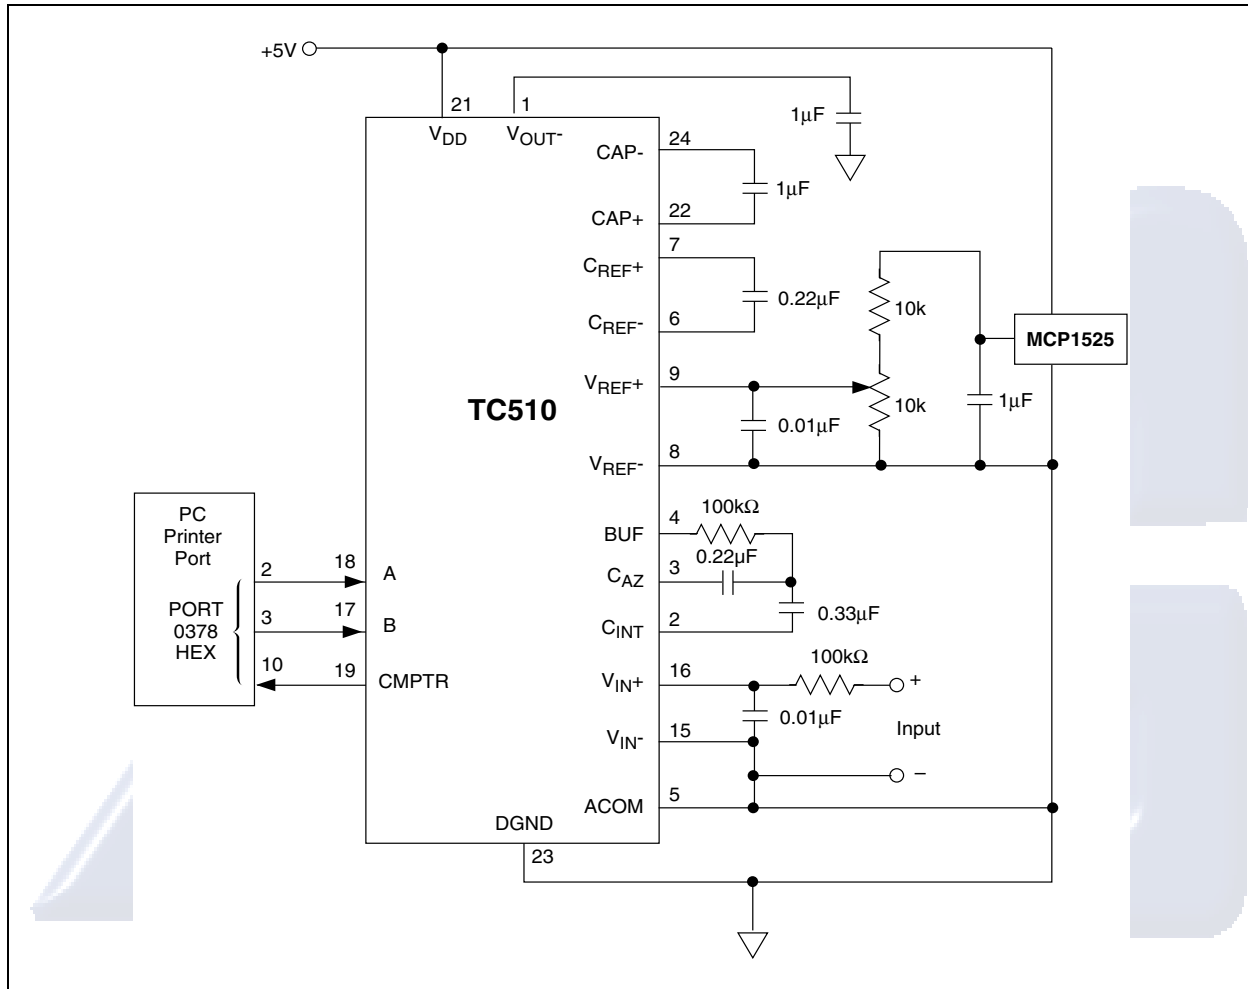 +5V
21
1
VDD
VOUT-
1µF
CAP-
24
1µF
CAP+
22
7
CREF+
0.22µF
CREF-
6
10k
MCP1525
VREF+
9
TC510
10k
1µF
0.01µF
VREF-
8
100kΩ
BUF
4
0.22µF
CAZ
3
0.33µF
CINT
2
PC
Printer
Port
2
18
A
PORT
0378
HEX
3
17
B
10
19
CMPTR
100kΩ
VIN+
16
+
0.01µF
Input
VIN-
15
−
ACOM
5
DGND
23